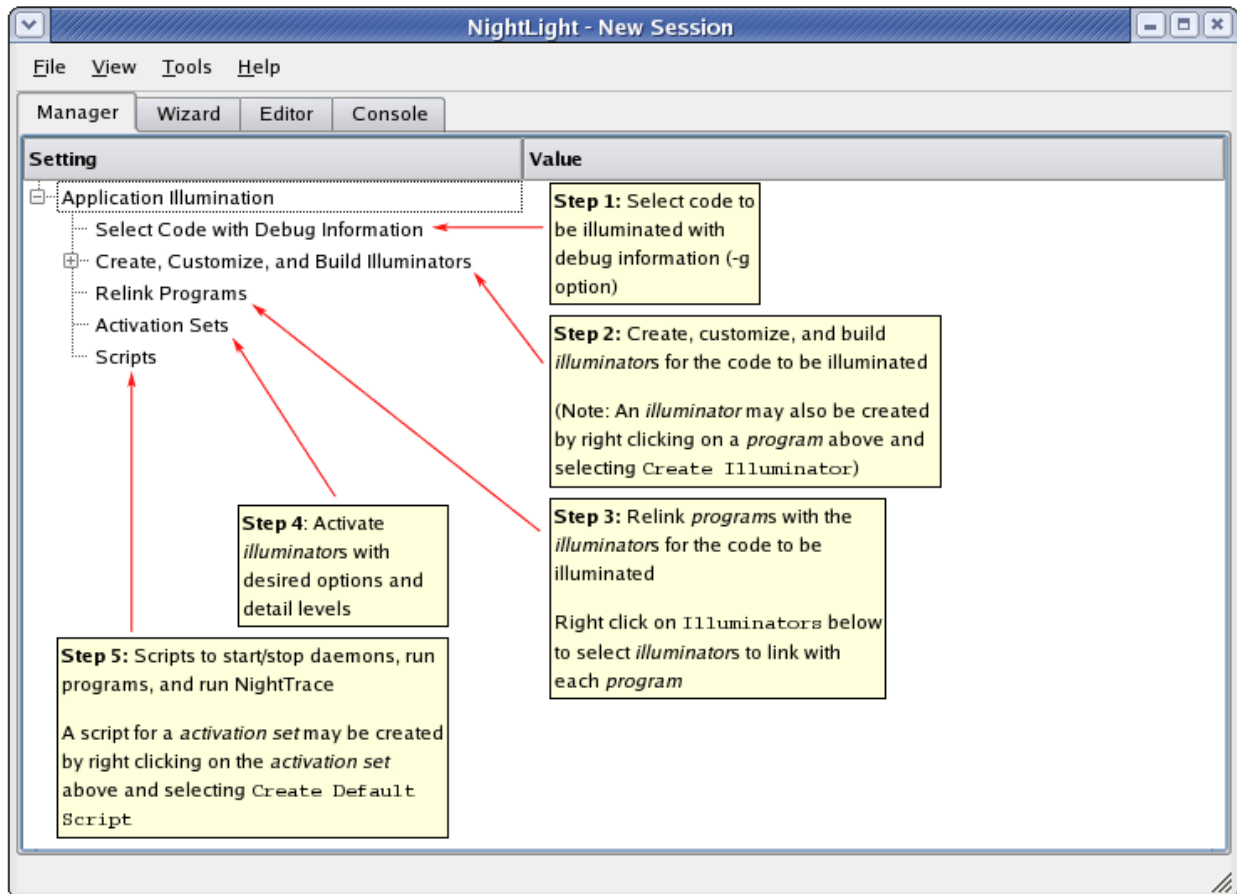 NightLight - New Session
File View Tools Help
Manager Wizard Editor Console
Setting Value
Application Illumination
Select Code with Debug Information
Create, Customize, and Build Illuminators
Relink Programs
Activation Sets
Scripts
Step 1: Select code to
be illuminated with
debug information (-g
option)
Step 2: Create, customize, and build
illuminators for the code to be illuminated
(Note: An illuminator may also be created
by right clicking on a program above and
selecting Create Illuminator)
Step 3: Relink programs with the
illuminators for the code to be
illuminated
Right click on Illuminators below
to select illuminators to link with
each program
Step 4: Activate
illuminators with
desired options and
detail levels
Step 5: Scripts to start/stop daemons, run
programs, and run NightTrace
A script for a activation set may be created
by right clicking on the activation set
above and selecting Create Default
Script